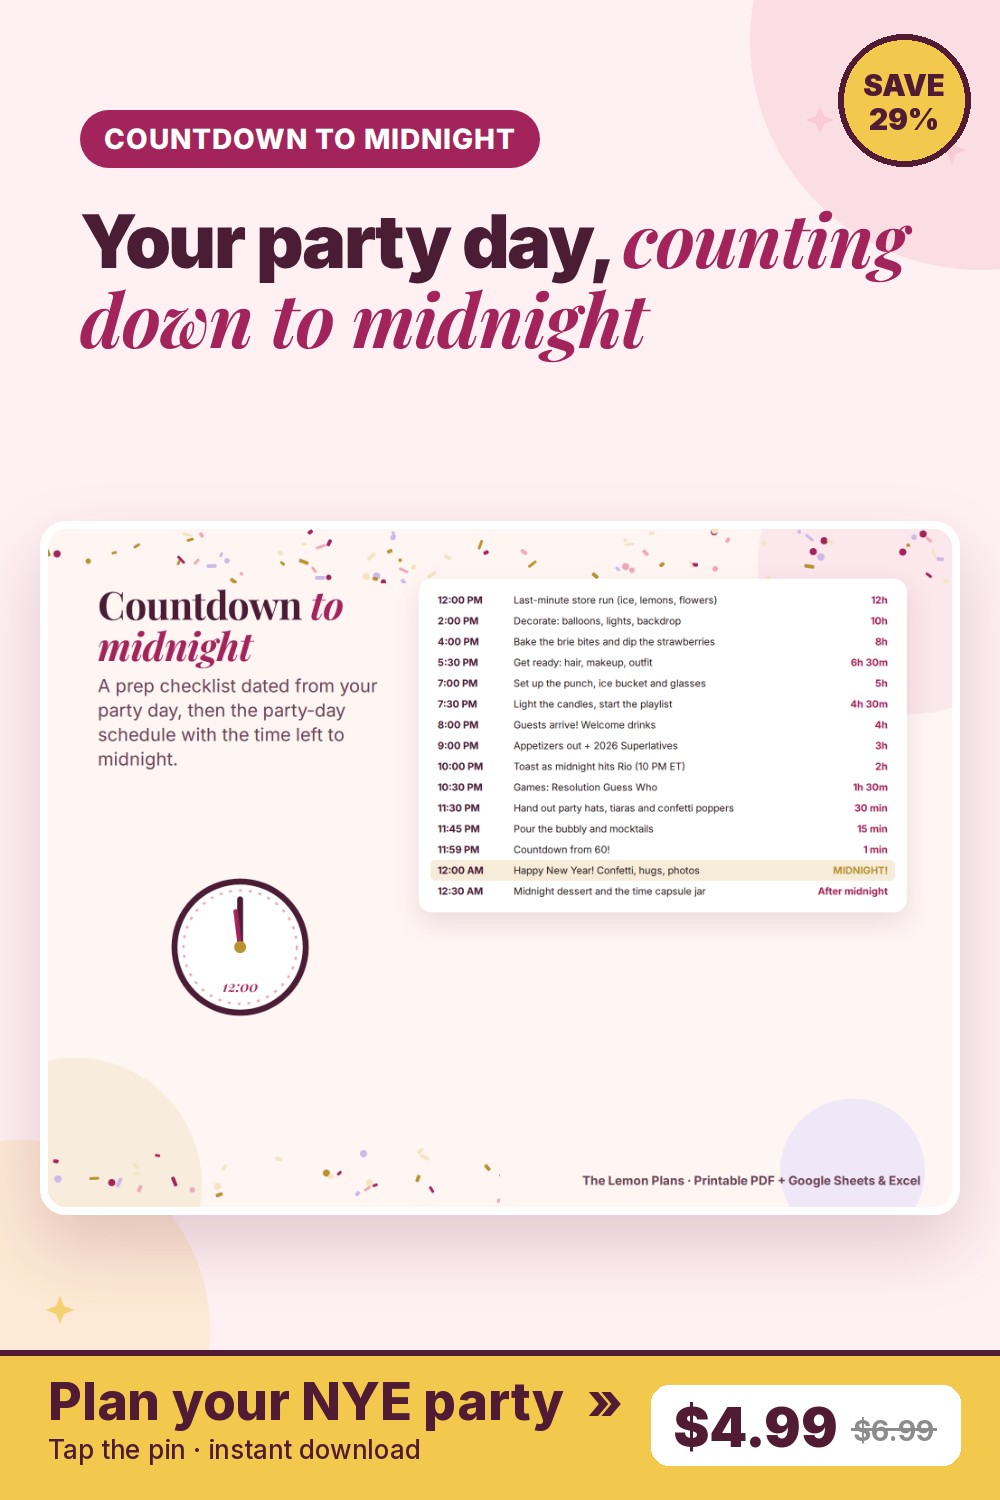 SAVE
29%
COUNTDOWN TO MIDNIGHT
Your party day, counting
down to midnight
Countdown to
midnight
A prep checklist dated from your
party day, then the party-day
schedule with the time left to
midnight.
12:00
12:00 PM Last-minute store run (ice, lemons, flowers) 12h
2:00 PM Decorate: balloons, lights, backdrop 10h
4:00 PM Bake the brie bites and dip the strawberries 8h
5:30 PM Get ready: hair, makeup, outfit 6h 30m
7:00 PM Set up the punch, ice bucket and glasses 5h
7:30 PM Light the candles, start the playlist 4h 30m
8:00 PM Guests arrive! Welcome drinks 4h
9:00 PM Appetizers out + 2026 Superlatives 3h
10:00 PM Toast as midnight hits Rio (10 PM ET) 2h
10:30 PM Games: Resolution Guess Who 1h 30m
11:30 PM Hand out party hats, tiaras and confetti poppers 30 min
11:45 PM Pour the bubbly and mocktails 15 min
11:59 PM Countdown from 60! 1 min
12:00 AM Happy New Year! Confetti, hugs, photos MIDNIGHT!
12:30 AM Midnight dessert and the time capsule jar After midnight
The Lemon Plans · Printable PDF + Google Sheets & Excel
Plan your NYE party »
Tap the pin · instant download
$4.99 $6.99